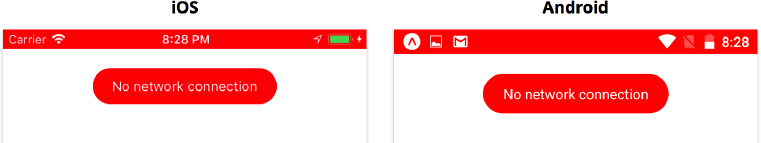 iOS
Android
Carrier 8:28 PM
8:28
No network connection
No network connection